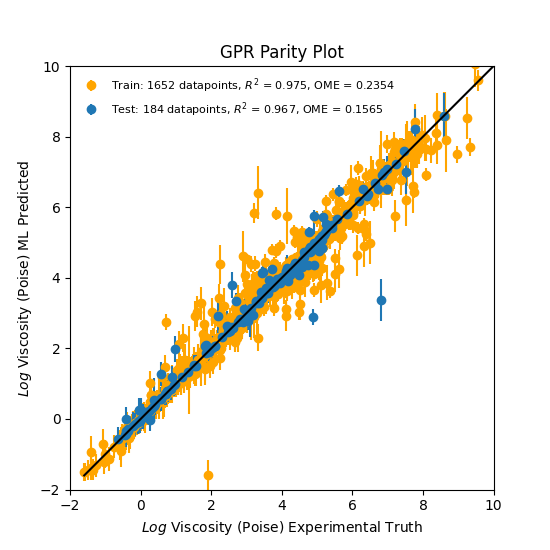 GPR Parity Plot
Train: 1652 datapoints, R² = 0.975, OME = 0.2354
Test: 184 datapoints, R² = 0.967, OME = 0.1565
10
8
6
4
2
0
−2
Log Viscosity (Poise) ML Predicted
−2 0 2 4 6 8 10
Log Viscosity (Poise) Experimental Truth